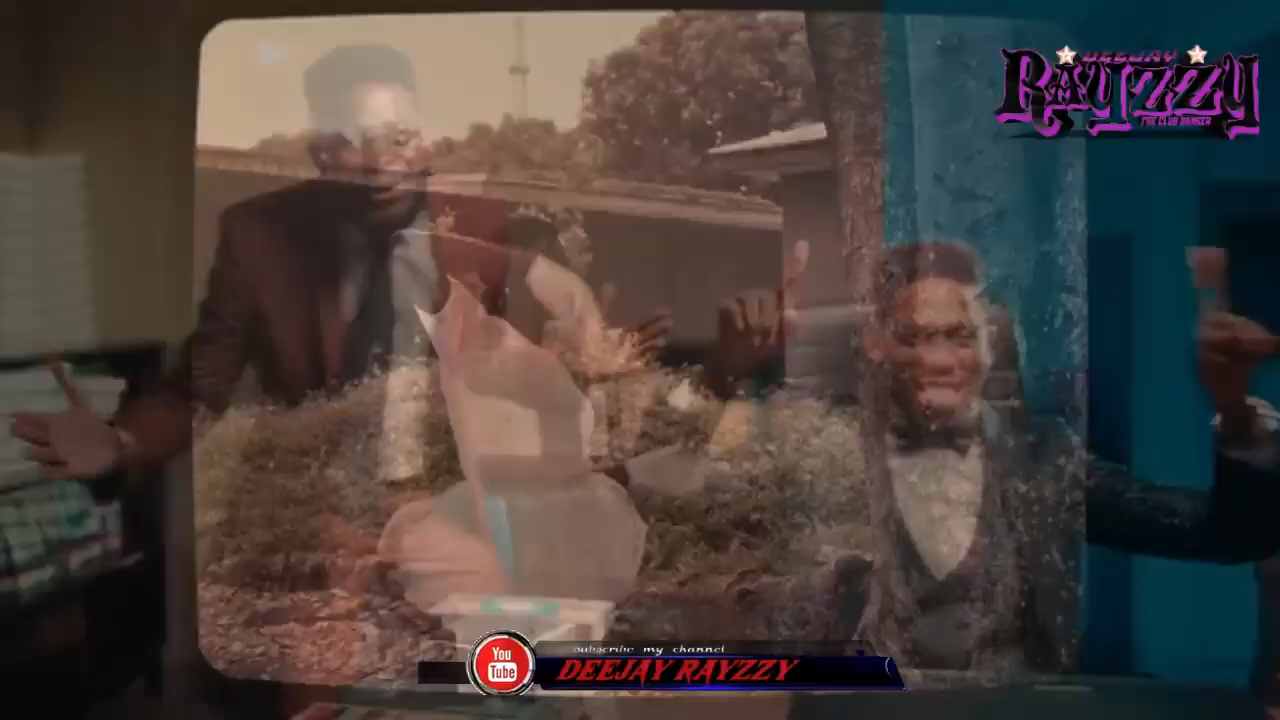 DEEJAY
RAYZZY
THE CLUB BANGER
You
Tube
subscribe my channel
DEEJAY RAYZZY